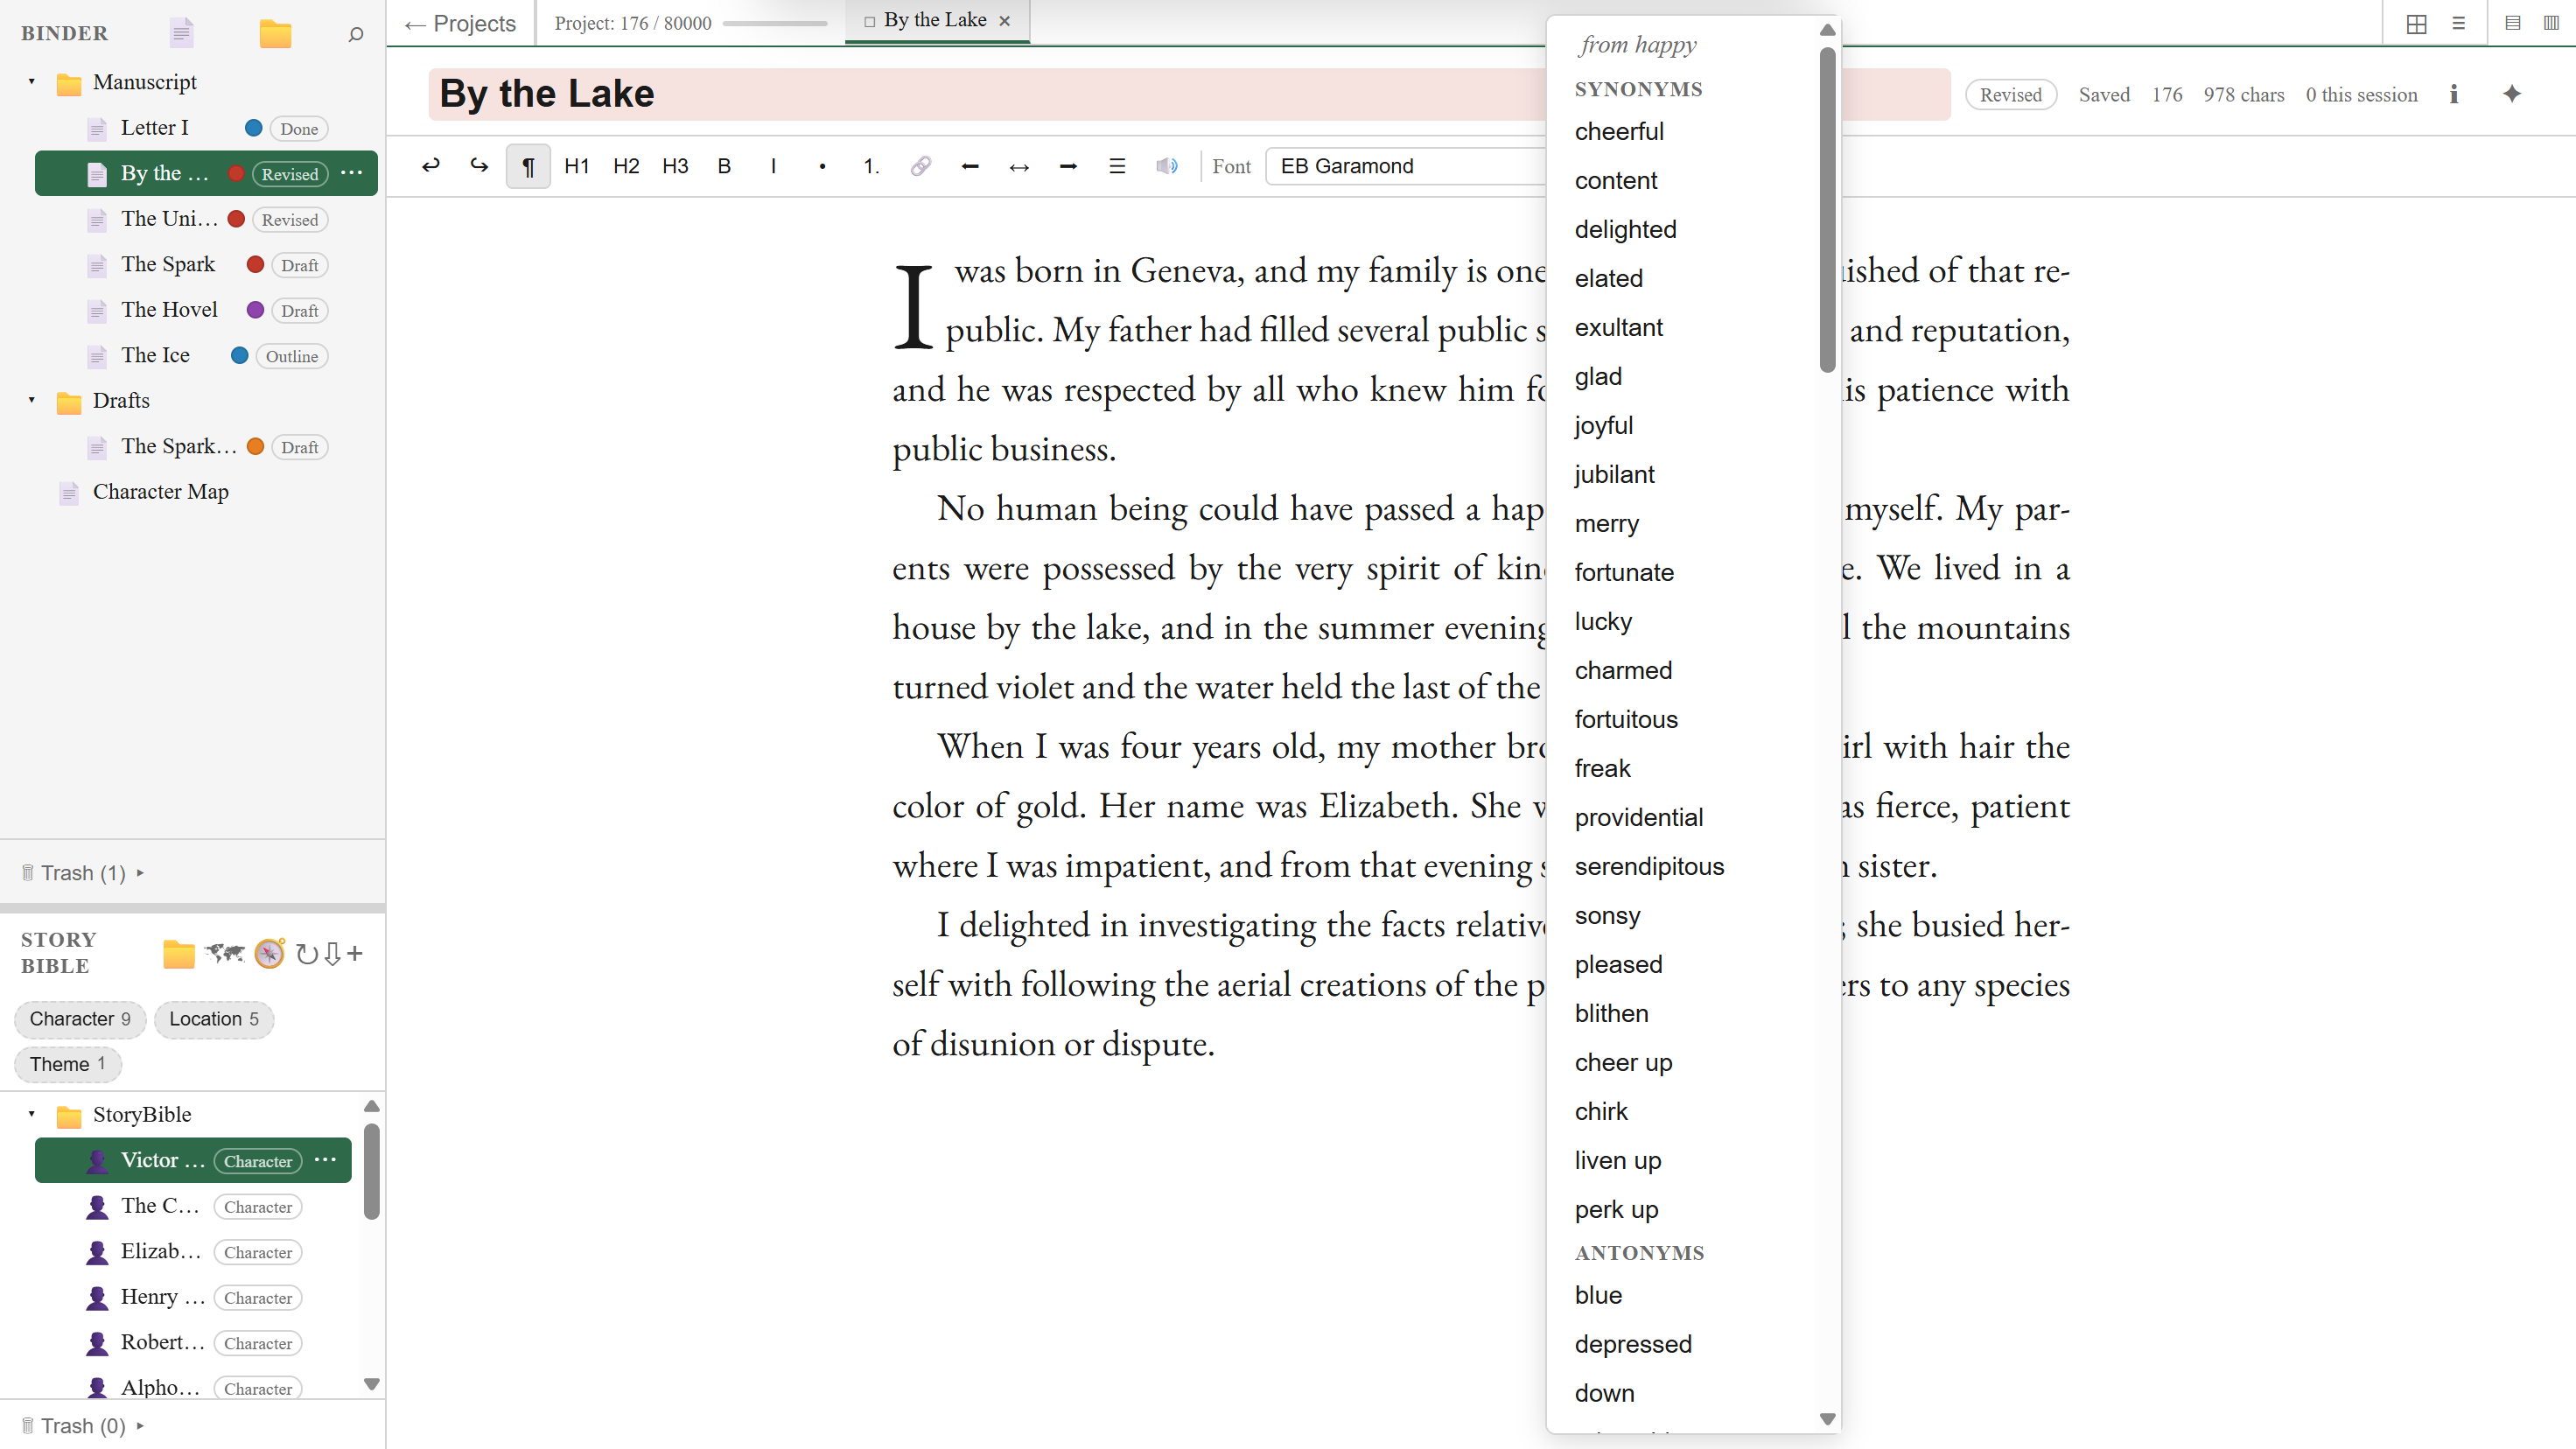 BINDER
Manuscript
Letter I Done
By the ... Revised ...
The Uni... Revised
The Spark Draft
The Hovel Draft
The Ice Outline
Drafts
The Spark... Draft
Character Map
Trash (1)
STORY
BIBLE
Character 9 Location 5
Theme 1
StoryBible
Victor ... Character ...
The C... Character
Elizab... Character
Henry ... Character
Robert... Character
Alpho... Character
Trash (0)
← Projects Project: 176 / 80000 By the Lake ×
By the Lake Revised Saved 176 978 chars 0 this session
¶ H1 H2 H3 B I • 1. Font EB Garamond
I was born in Geneva, and my family is one
public. My father had filled several public and reputation,
and he was respected by all who knew him patience with
public business.
No human being could have passed a myself. My par-
ents were possessed by the very spirit of We lived in a
house by the lake, and in the summer the mountains
turned violet and the water held the last of the
When I was four years old, my mother with hair the
color of gold. Her name was Elizabeth. She fierce, patient
where I was impatient, and from that evening sister.
I delighted in investigating the facts she busied her-
self with following the aerial creations of the to any species
of disunion or dispute.
of that re-
from happy
SYNONYMS
cheerful
content
delighted
elated
exultant
glad
joyful
jubilant
merry
fortunate
lucky
charmed
fortuitous
freak
providential
serendipitous
sonsy
pleased
blithen
cheer up
chirk
liven up
perk up
ANTONYMS
blue
depressed
down